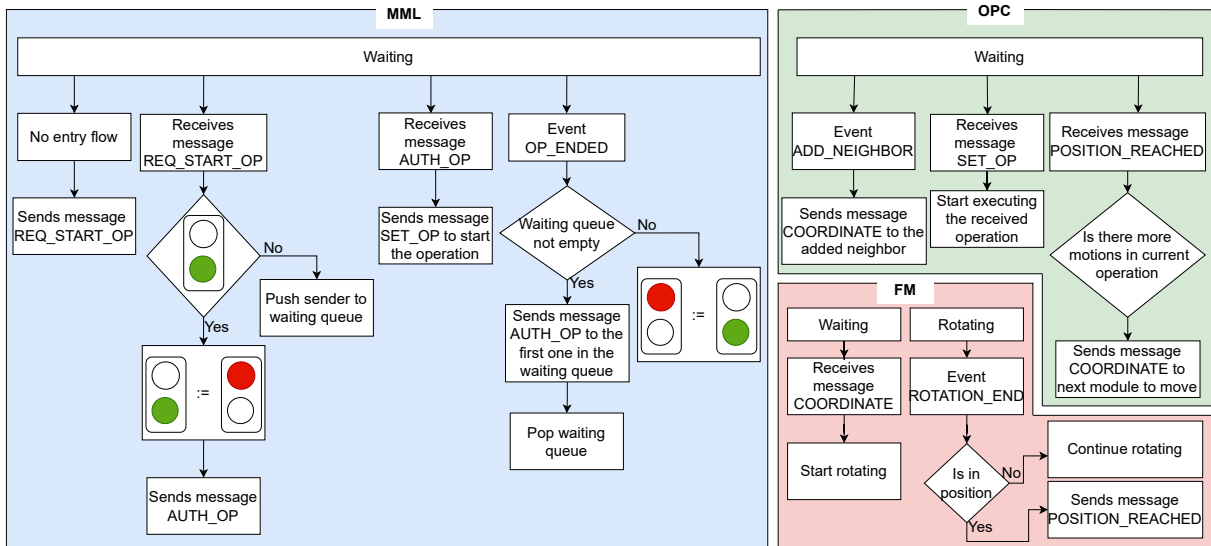 MML
Waiting
No entry flow
Sends message
REQ_START_OP
Receives
message
REQ_START_OP
No
Push sender to
waiting queue
Yes
:=
Sends message
AUTH_OP
Receives
message
AUTH_OP
Sends message
SET_OP to start
the operation
Event
OP_ENDED
Waiting queue
not empty
No
:=
Yes
Sends message
AUTH_OP to the
first one in the
waiting queue
Pop waiting
queue
OPC
Waiting
Event
ADD_NEIGHBOR
Sends message
COORDINATE to the
added neighbor
Receives
message
SET_OP
Start executing
the received
operation
Receives message
POSITION_REACHED
Is there more
motions in current
operation
Sends message
COORDINATE to
next module to move
FM
Waiting
Receives
message
COORDINATE
Start rotating
Rotating
Event
ROTATION_END
Is in
position
No
Continue rotating
Yes
Sends message
POSITION_REACHED